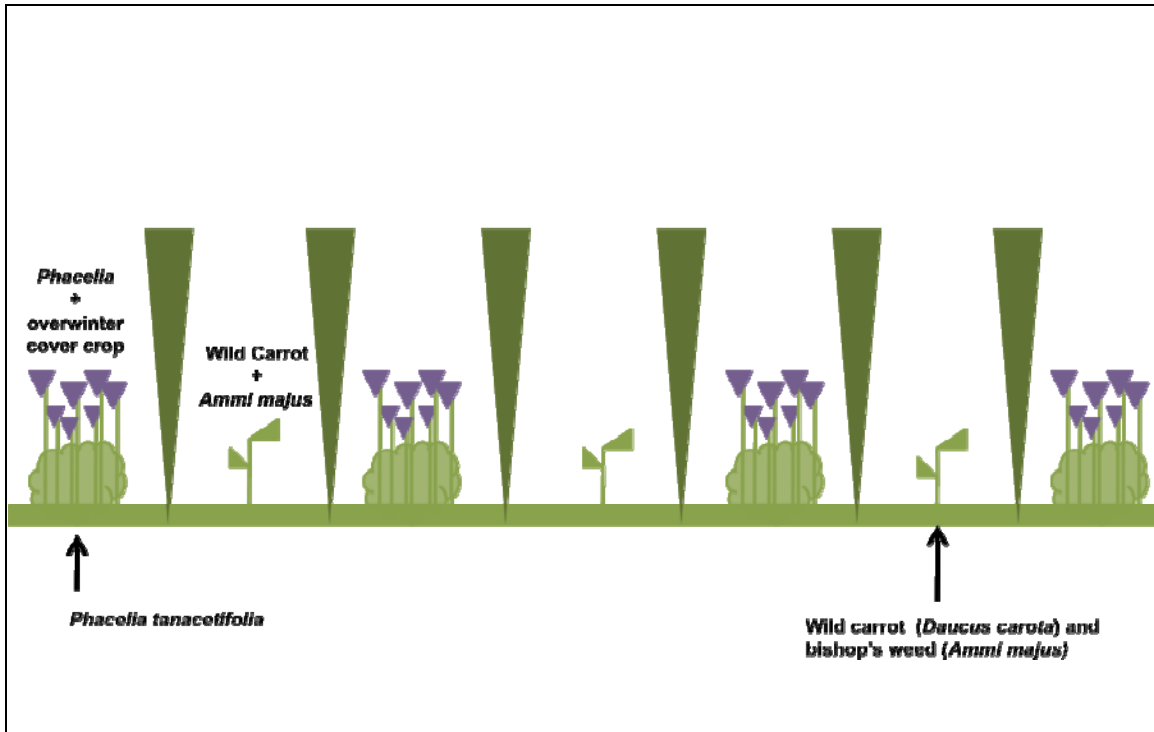 Phacelia
+
overwinter
cover crop
Wild Carrot
+
Ammi majus
Phacelia tanacetifolia
Wild carrot (Daucus carota) and
bishop's weed (Ammi majus)